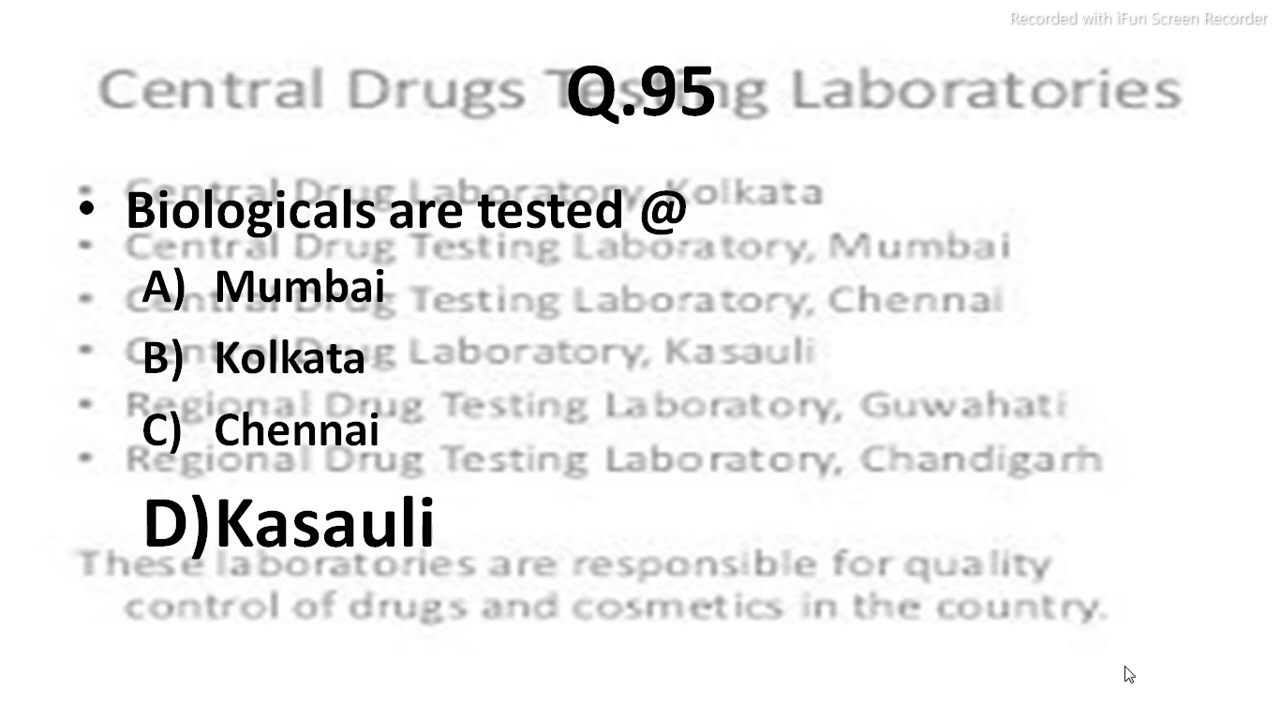 Recorded with iFun Screen Recorder
Central Drugs Testing Laboratories
Q.95
• Central Drug Laboratory, Kolkata
• Biologicals are tested @
• Central Drug Testing Laboratory, Mumbai
A) Mumbai
• Central Drug Testing Laboratory, Chennai
• Central Drug Laboratory, Kasauli
B) Kolkata
• Regional Drug Testing Laboratory, Guwahati
C) Chennai
• Regional Drug Testing Laboratory, Chandigarh
D)Kasauli
These laboratories are responsible for quality
control of drugs and cosmetics in the country.